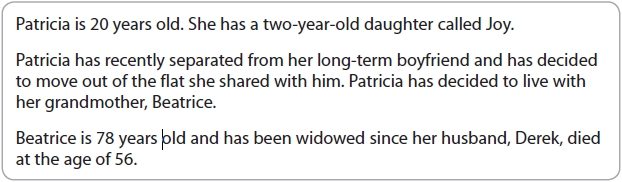 Patricia is 20 years old. She has a two-year-old daughter called Joy.
Patricia has recently separated from her long-term boyfriend and has decided
to move out of the flat she shared with him. Patricia has decided to live with
her grandmother, Beatrice.
Beatrice is 78 years old and has been widowed since her husband, Derek, died
at the age of 56.